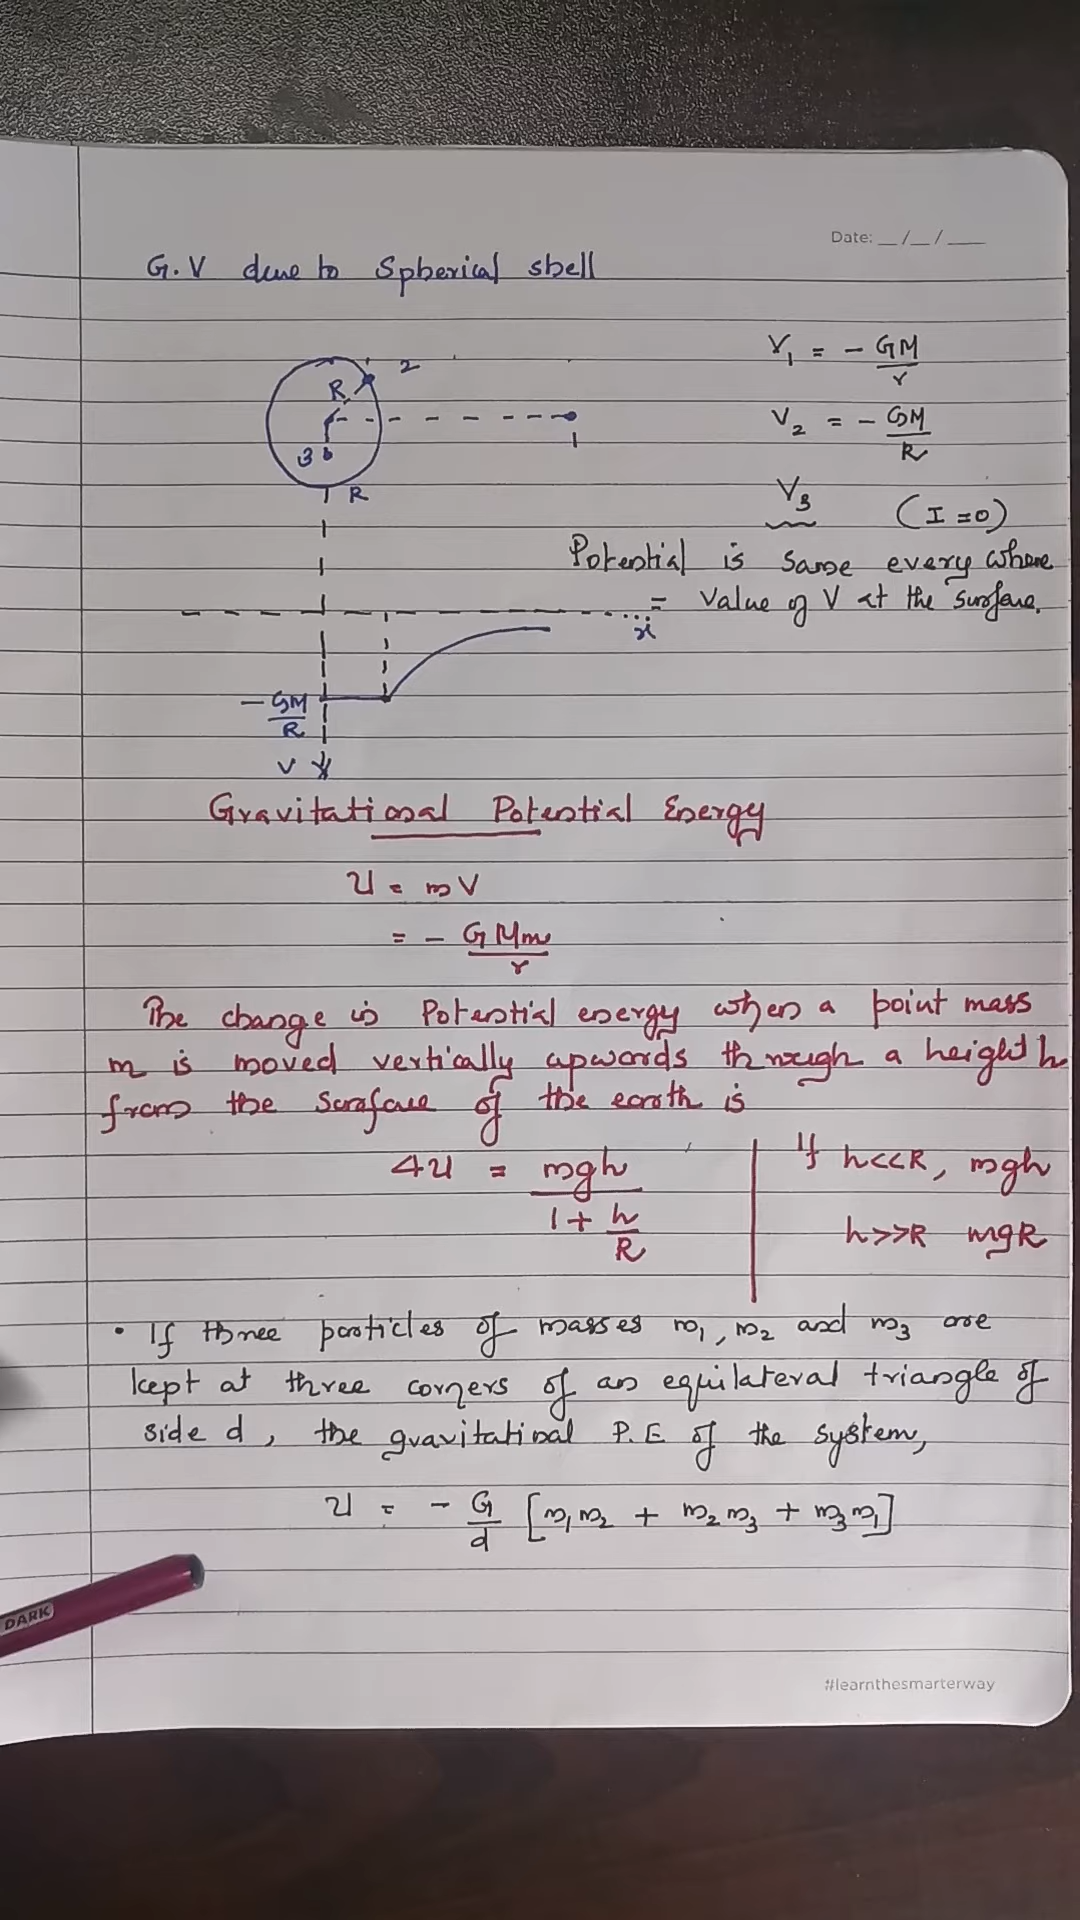 Date: __/__/____
G.V due to Spherical shell
2
R
1
3
R
V₁ = - GM/r
V₂ = - GM/R
V₃ (I = 0)
Potential is same every where
= Value of V at the surface.
x
- GM/R
V
Gravitational Potential Energy
U = mV
= - GMm/r
The change in Potential energy when a point mass
m is moved vertically upwards through a height h
from the surface of the earth is
ΔU = mgh/(1 + h/R)
If h<<R, mgh
h>>R mgR
• If three particles of masses m₁, m₂ and m₃ are
kept at three corners of an equilateral triangle of
side d, the gravitational P.E of the system,
U = - G/d [m₁m₂ + m₂m₃ + m₃m₁]
DARK
#learnthesmarterway